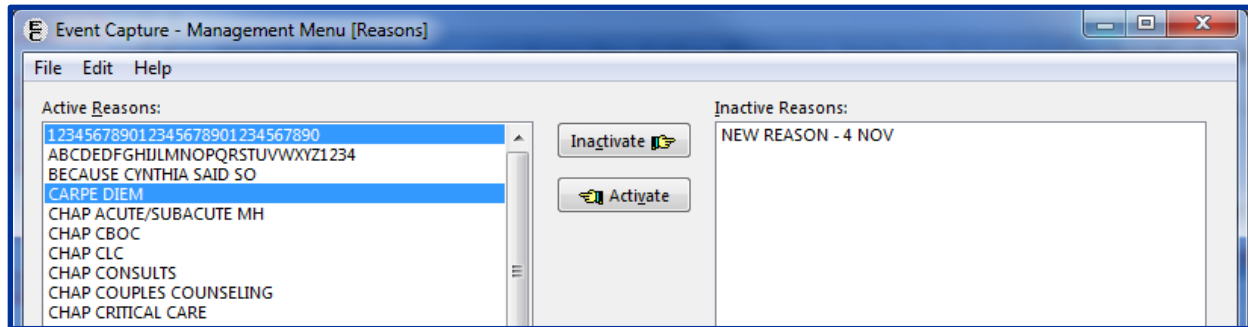 Event Capture - Management Menu [Reasons]
File Edit Help
Active Reasons:
123456789012345678901234567890
ABCDEDFGHIJLMNOPQRSTUVWXYZ1234
BECAUSE CYNTHIA SAID SO
CARPE DIEM
CHAP ACUTE/SUBACUTE MH
CHAP CBOC
CHAP CLC
CHAP CONSULTS
CHAP COUPLES COUNSELING
CHAP CRITICAL CARE
Inactivate
Activate
Inactive Reasons:
NEW REASON - 4 NOV